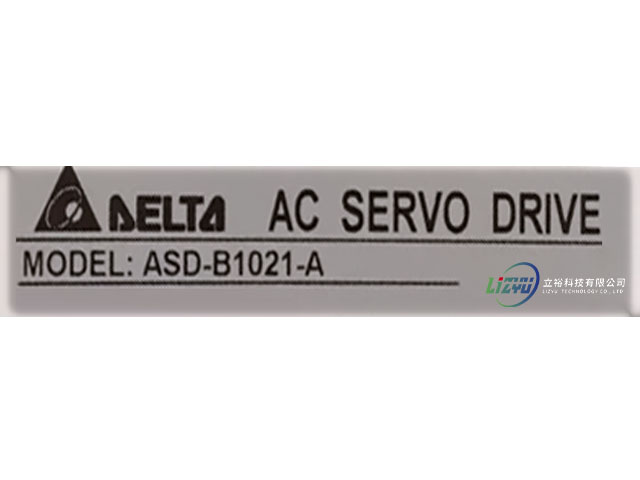 DELTA AC SERVO DRIVE
MODEL: ASD-B1021-A
LIZYU 立裕科技有限公司
LIZYU TECHNOLOGY CO., LTD